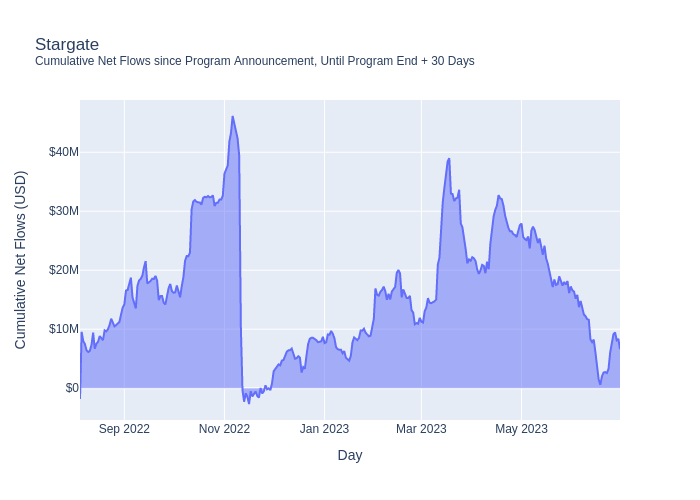 Stargate
Cumulative Net Flows since Program Announcement, Until Program End + 30 Days
Cumulative Net Flows (USD)
$40M
$30M
$20M
$10M
$0
Sep 2022
Nov 2022
Jan 2023
Mar 2023
May 2023
Day